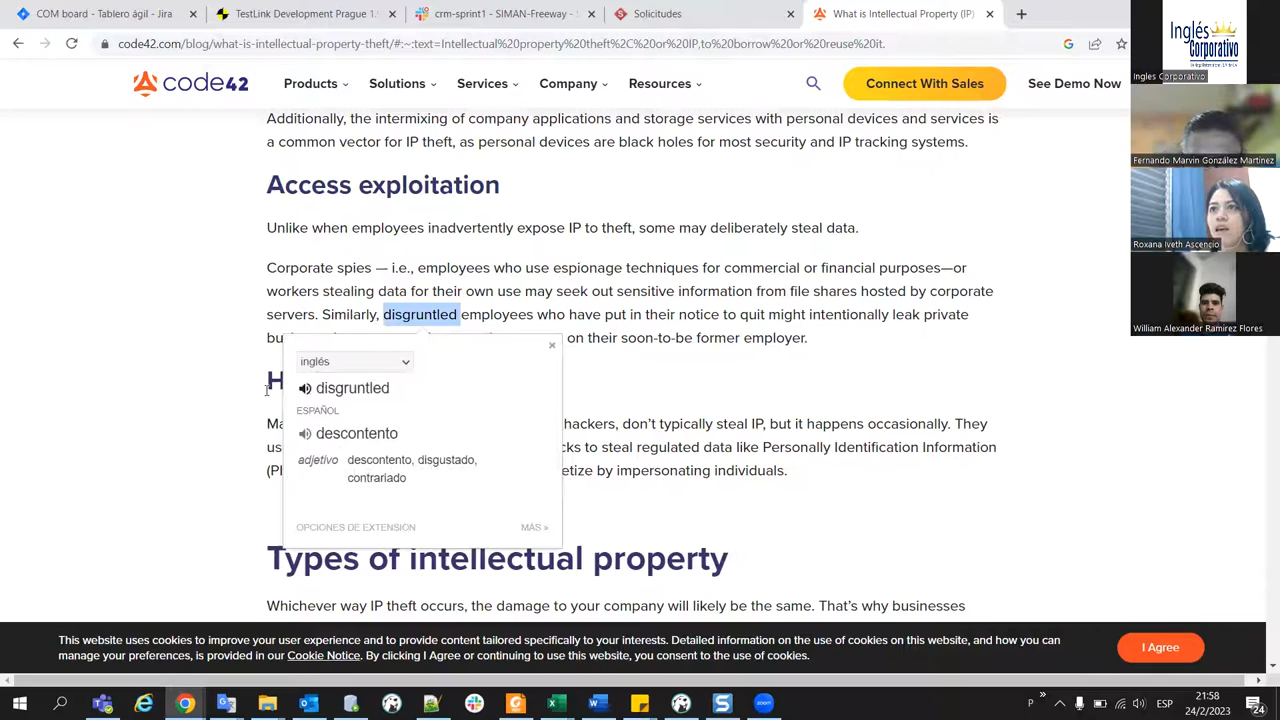 COM board - Tablero ágil - Jira
TestLink Development Prague 1.
crm-sprint1 - SIMAN-Freeway - S
Solicitudes
What is Intellectual Property (IP)
code42.com/blog/what-is-intellectual-property-theft/#:~:text=Intellectual%20property%20theft%2C%20or%20IP,to%20borrow%20or%20reuse%20it.
code42
Products
Solutions
Services
Company
Resources
Connect With Sales
See Demo Now
Additionally, the intermixing of company applications and storage services with personal devices and services is
a common vector for IP theft, as personal devices are black holes for most security and IP tracking systems.
Access exploitation
Unlike when employees inadvertently expose IP to theft, some may deliberately steal data.
Corporate spies — i.e., employees who use espionage techniques for commercial or financial purposes—or
workers stealing data for their own use may seek out sensitive information from file shares hosted by corporate
servers. Similarly, disgruntled employees who have put in their notice to quit might intentionally leak private
on their soon-to-be former employer.
inglés
disgruntled
ESPAÑOL
descontento
adjetivo descontento, disgustado,
contrariado
OPCIONES DE EXTENSIÓN
MÁS »
hackers, don't typically steal IP, but it happens occasionally. They
to steal regulated data like Personally Identification Information
by impersonating individuals.
Types of intellectual property
Whichever way IP theft occurs, the damage to your company will likely be the same. That's why businesses
This website uses cookies to improve your user experience and to provide content tailored specifically to your interests. Detailed information on the use of cookies on this website, and how you can
manage your preferences, is provided in our Cookie Notice. By clicking I Agree or continuing to use this website, you consent to the use of cookies.
I Agree
Inglés
Corporativo
Ingles Corporativo
Fernando Marvin González Martinez
Roxana Iveth Ascencio
William Alexander Ramirez Flores
P
ESP
21:58
24/2/2023
24